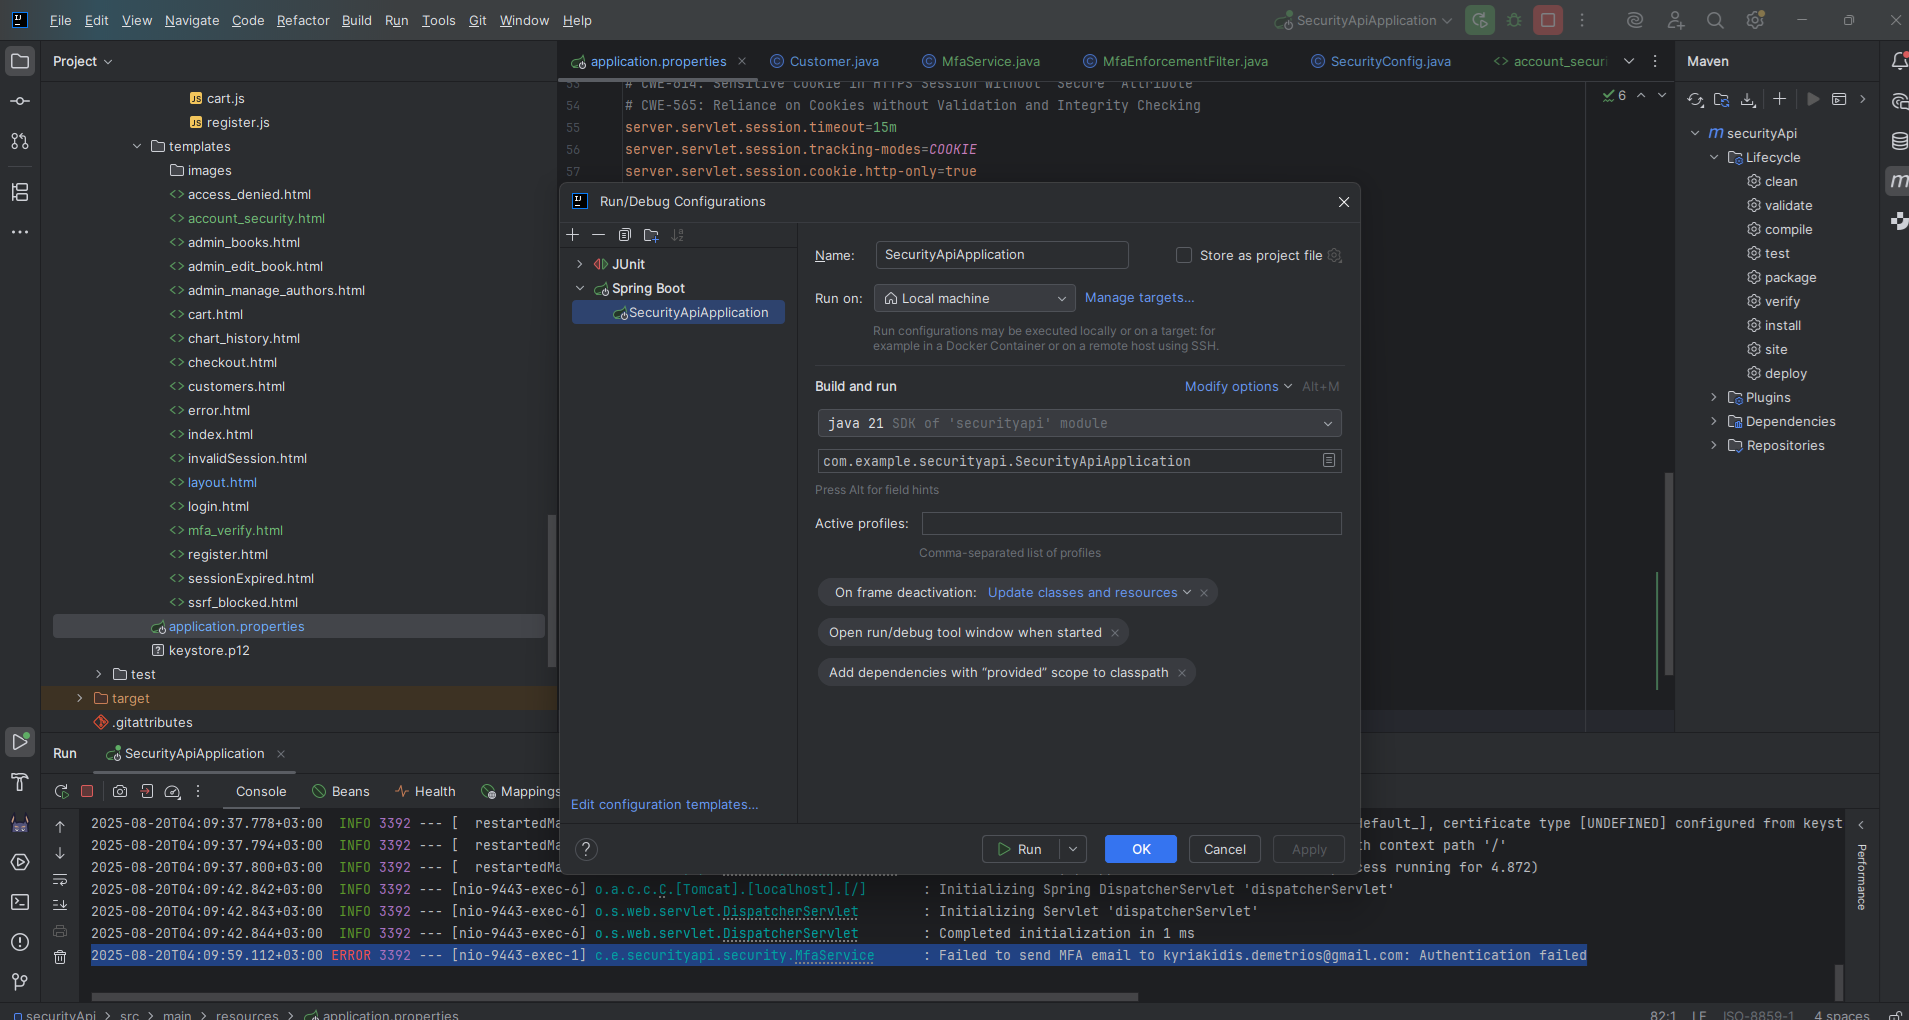 File Edit View Navigate Code Refactor Build Run Tools Git Window Help
SecurityApiApplication
Project
application.properties
Customer.java
MfaService.java
MfaEnforcementFilter.java
SecurityConfig.java
account_securi
Maven
cart.js
register.js
templates
images
access_denied.html
account_security.html
admin_books.html
admin_edit_book.html
admin_manage_authors.html
cart.html
chart_history.html
checkout.html
customers.html
error.html
index.html
invalidSession.html
layout.html
login.html
mfa_verify.html
register.html
sessionExpired.html
ssrf_blocked.html
application.properties
keystore.p12
test
target
.gitattributes
53 # CWE-614: Sensitive Cookie in HTTPS Session Without 'Secure' Attribute
54 # CWE-565: Reliance on Cookies without Validation and Integrity Checking
55 server.servlet.session.timeout=15m
56 server.servlet.session.tracking-modes=COOKIE
57 server.servlet.session.cookie.http-only=true
6
securityApi
Lifecycle
clean
validate
compile
test
package
verify
install
site
deploy
Plugins
Dependencies
Repositories
Run/Debug Configurations
JUnit
Spring Boot
SecurityApiApplication
Edit configuration templates...
Name: SecurityApiApplication
Store as project file
Run on: Local machine
Manage targets...
Run configurations may be executed locally or on a target: for
example in a Docker Container or on a remote host using SSH.
Build and run
Modify options Alt+M
java 21 SDK of 'securityapi' module
com.example.securityapi.SecurityApiApplication
Press Alt for field hints
Active profiles:
Comma-separated list of profiles
On frame deactivation: Update classes and resources
Open run/debug tool window when started
Add dependencies with “provided” scope to classpath
? Run OK Cancel Apply
Run SecurityApiApplication
Console Beans Health Mappings
2025-08-20T04:09:37.778+03:00 INFO 3392 --- [ restartedMa
efault_], certificate type [UNDEFINED] configured from keyst
2025-08-20T04:09:37.794+03:00 INFO 3392 --- [ restartedMa
th context path '/'
2025-08-20T04:09:37.800+03:00 INFO 3392 --- [ restartedMa
cess running for 4.872)
2025-08-20T04:09:42.842+03:00 INFO 3392 --- [nio-9443-exec-6] o.a.c.c.C.[Tomcat].[localhost].[/] : Initializing Spring DispatcherServlet 'dispatcherServlet'
2025-08-20T04:09:42.843+03:00 INFO 3392 --- [nio-9443-exec-6] o.s.web.servlet.DispatcherServlet : Initializing Servlet 'dispatcherServlet'
2025-08-20T04:09:42.844+03:00 INFO 3392 --- [nio-9443-exec-6] o.s.web.servlet.DispatcherServlet : Completed initialization in 1 ms
2025-08-20T04:09:59.112+03:00 ERROR 3392 --- [nio-9443-exec-1] c.e.securityapi.security.MfaService : Failed to send MFA email to kyriakidis.demetrios@gmail.com: Authentication failed
Performance
securityApi > src > main > resources > application.properties
82:1 LF ISO-8859-1 4 spaces